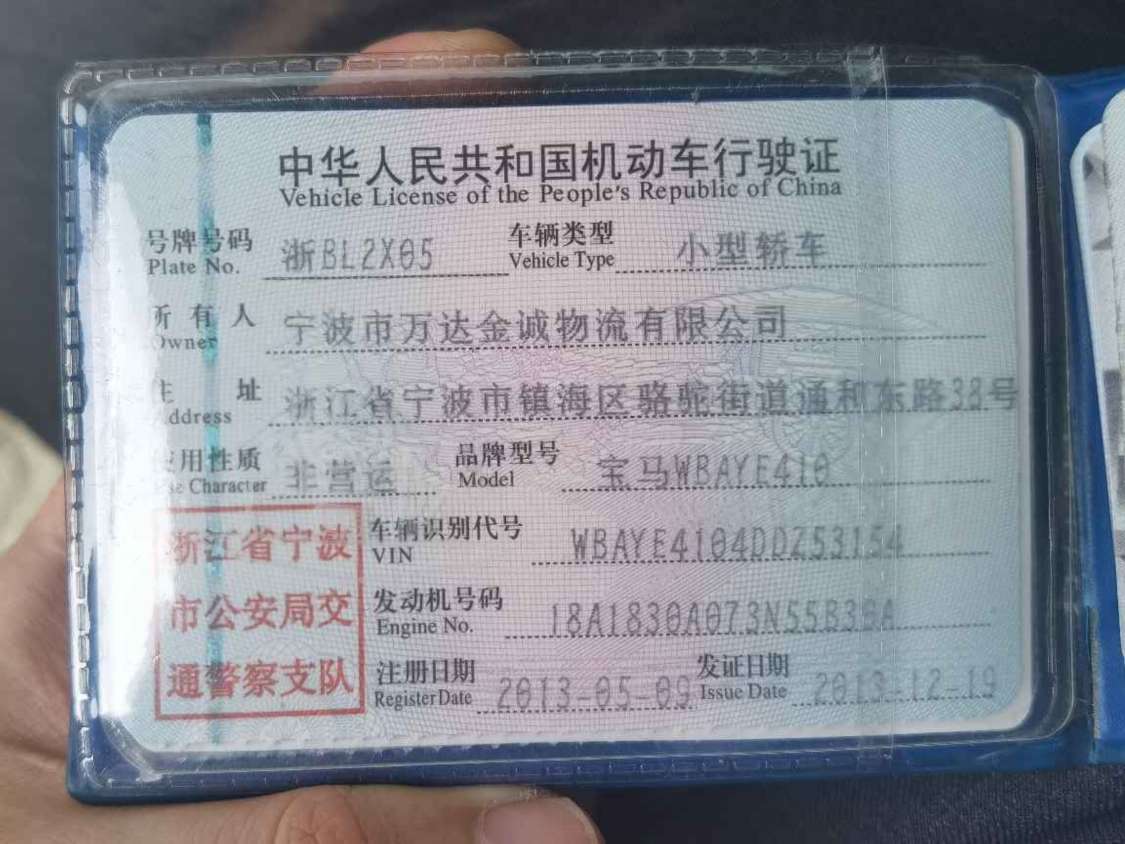 中华人民共和国机动车行驶证
Vehicle License of the People's Republic of China
号牌号码 浙BL2X05 车辆类型 小型轿车
Plate No. Vehicle Type
所有人 宁波市万达金诚物流有限公司
Owner
住址 浙江省宁波市镇海区骆驼街道通和东路38号
Address
使用性质 非营运 品牌型号 宝马WBAYE410
Use Character Model
浙江省宁波 车辆识别代号 WBAYE4104DDZ53154
VIN
市公安局交 发动机号码 18A1830A073N55B30A
Engine No.
通警察支队 注册日期 2013-05-09 发证日期 2013-12-19
Register Date Issue Date